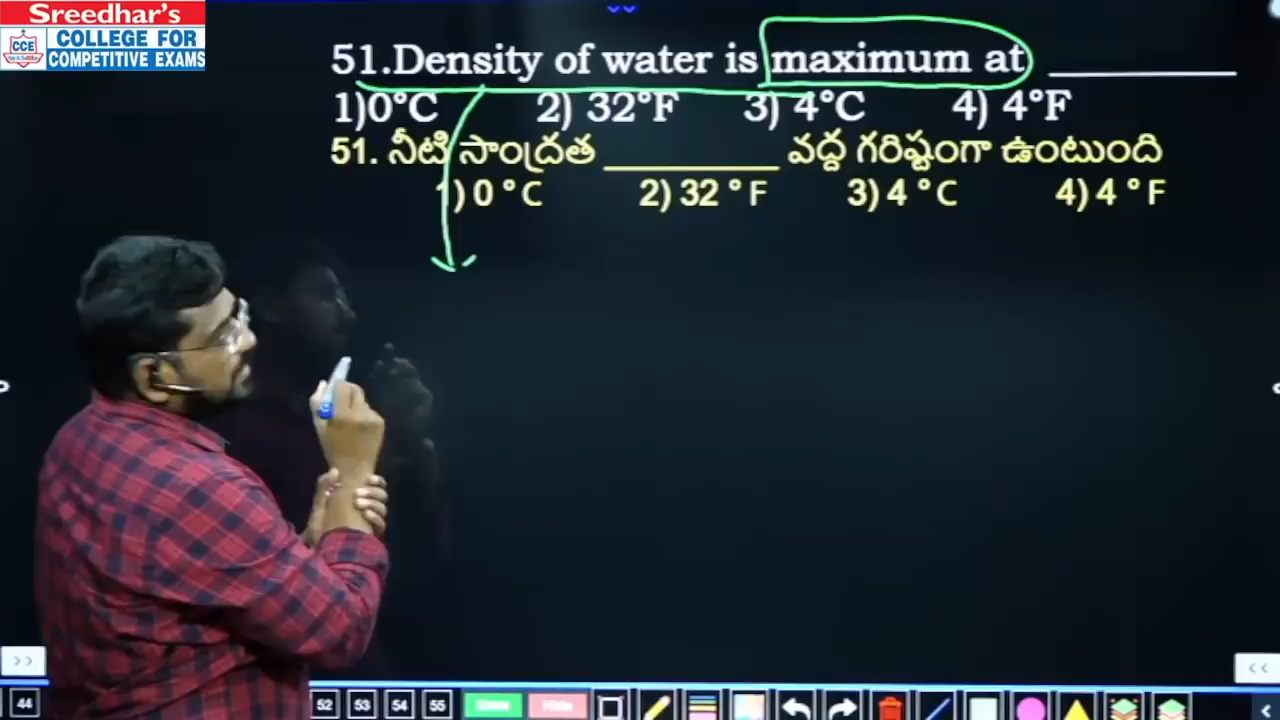 Sreedhar's
CCE
COLLEGE FOR
COMPETITIVE EXAMS
51.Density of water is maximum at ____________
1)0°C 2) 32°F 3) 4°C 4) 4°F
51. నీటి సాంద్రత ____________ వద్ద గరిష్టంగా ఉంటుంది
1) 0 ° C 2) 32 ° F 3) 4 ° C 4) 4 ° F
>> <<
44 52 53 54 55